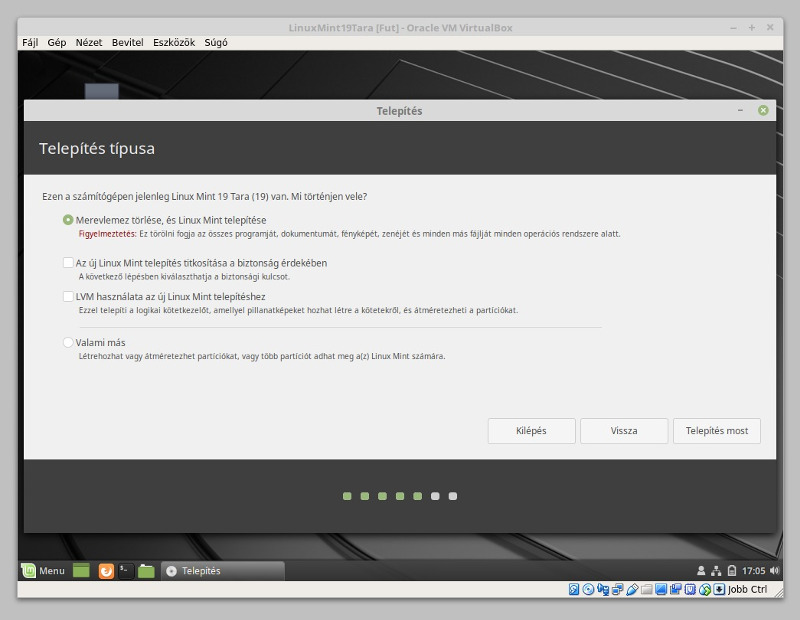 LinuxMint19Tara [Fut] - Oracle VM VirtualBox
Fájl Gép Nézet Bevitel Eszközök Súgó
Telepítés
Telepítés típusa
Ezen a számítógépen jelenleg Linux Mint 19 Tara (19) van. Mi történjen vele?
Merevlemez törlése, és Linux Mint telepítése
Figyelmeztetés: Ez törölni fogja az összes programját, dokumentumát, fényképét, zenéjét és minden más fájlját minden operációs rendszere alatt.
Az új Linux Mint telepítés titkosítása a biztonság érdekében
A következő lépésben kiválaszthatja a biztonsági kulcsot.
LVM használata az új Linux Mint telepítéshez
Ezzel telepíti a logikai kötetkezelőt, amellyel pillanatképeket hozhat létre a kötetekről, és átméretezheti a partíciókat.
Valami más
Létrehozhat vagy átméretezhet partíciókat, vagy több partíciót adhat meg a(z) Linux Mint számára.
Kilépés Vissza Telepítés most
Menu Telepítés 17:05
Jobb Ctrl